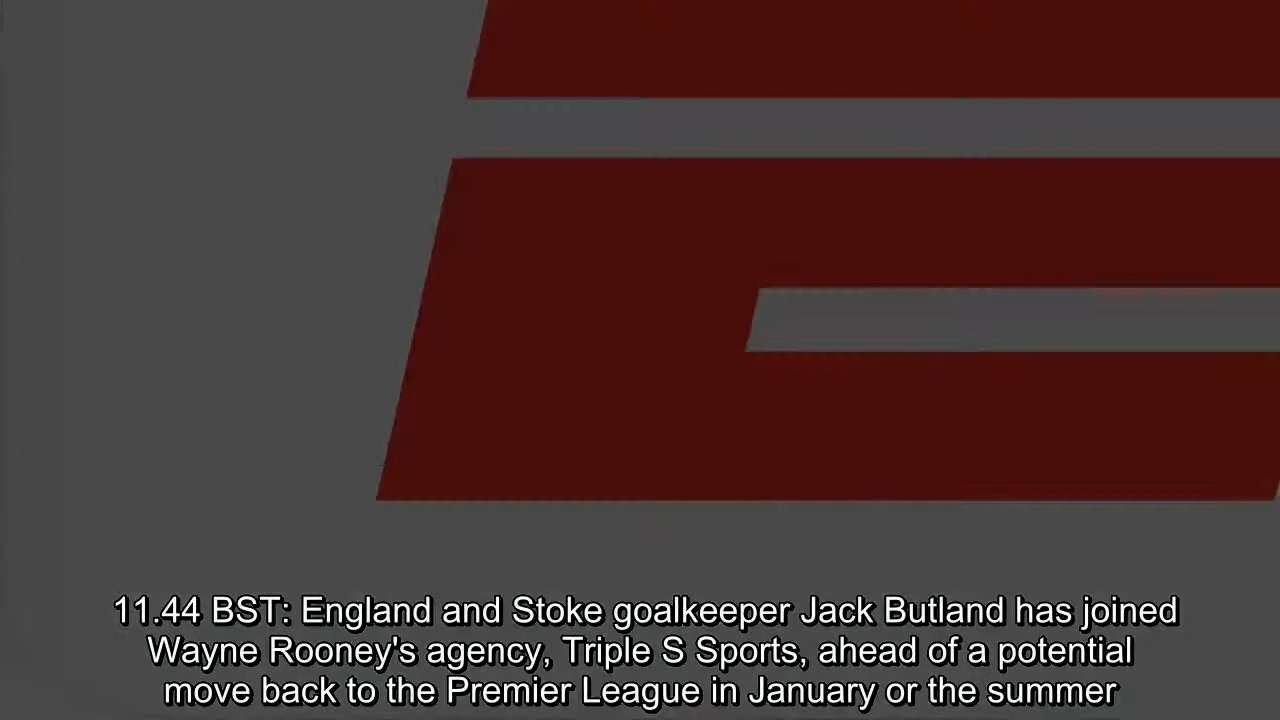 11.44 BST: England and Stoke goalkeeper Jack Butland has joined
Wayne Rooney's agency, Triple S Sports, ahead of a potential
move back to the Premier League in January or the summer